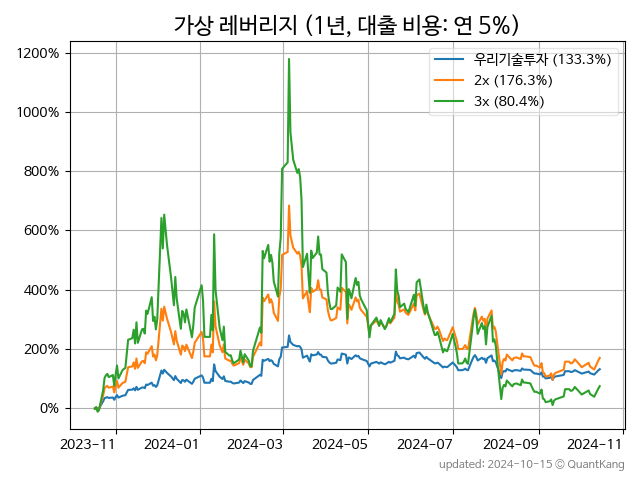 가상 레버리지 (1년, 대출 비용: 연 5%)
1200%
1000%
800%
600%
400%
200%
0%
우리기술투자 (133.3%)
2x (176.3%)
3x (80.4%)
2023-11
2024-01
2024-03
2024-05
2024-07
2024-09
2024-11
updated: 2024-10-15 © QuantKang